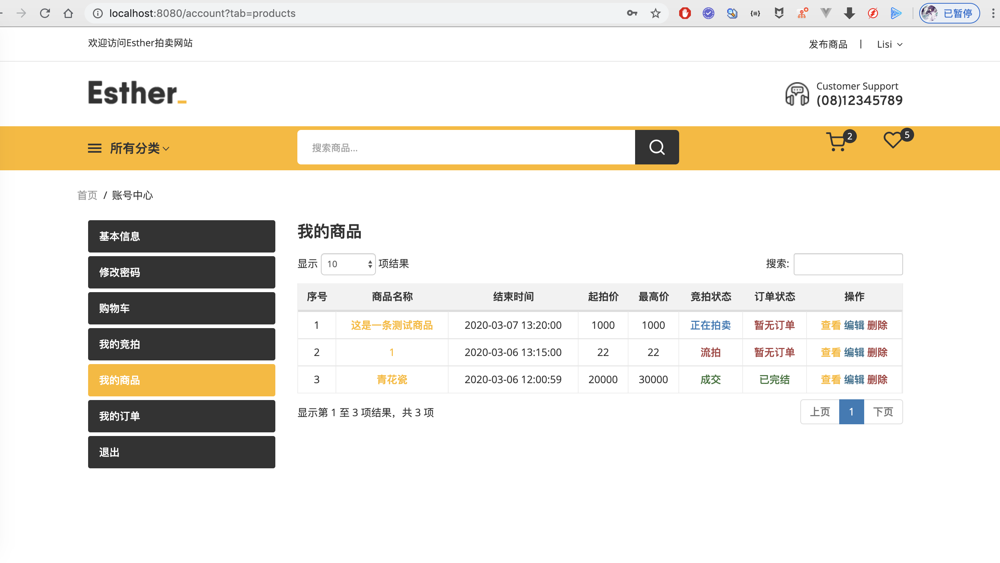 localhost:8080/account?tab=products
已暂停
欢迎访问Esther拍卖网站
发布商品 | Lisi
Esther_
Customer Support
(08)12345789
所有分类
搜索商品...
2
5
首页 / 账号中心
基本信息
修改密码
购物车
我的竞拍
我的商品
我的订单
退出
我的商品
显示 10 项结果
搜索:
序号 商品名称 结束时间 起拍价 最高价 竞拍状态 订单状态 操作
1 这是一条测试商品 2020-03-07 13:20:00 1000 1000 正在拍卖 暂无订单 查看 编辑 删除
2 1 2020-03-06 13:15:00 22 22 流拍 暂无订单 查看 编辑 删除
3 青花瓷 2020-03-06 12:00:59 20000 30000 成交 已完结 查看 编辑 删除
显示第 1 至 3 项结果，共 3 项
上页 1 下页